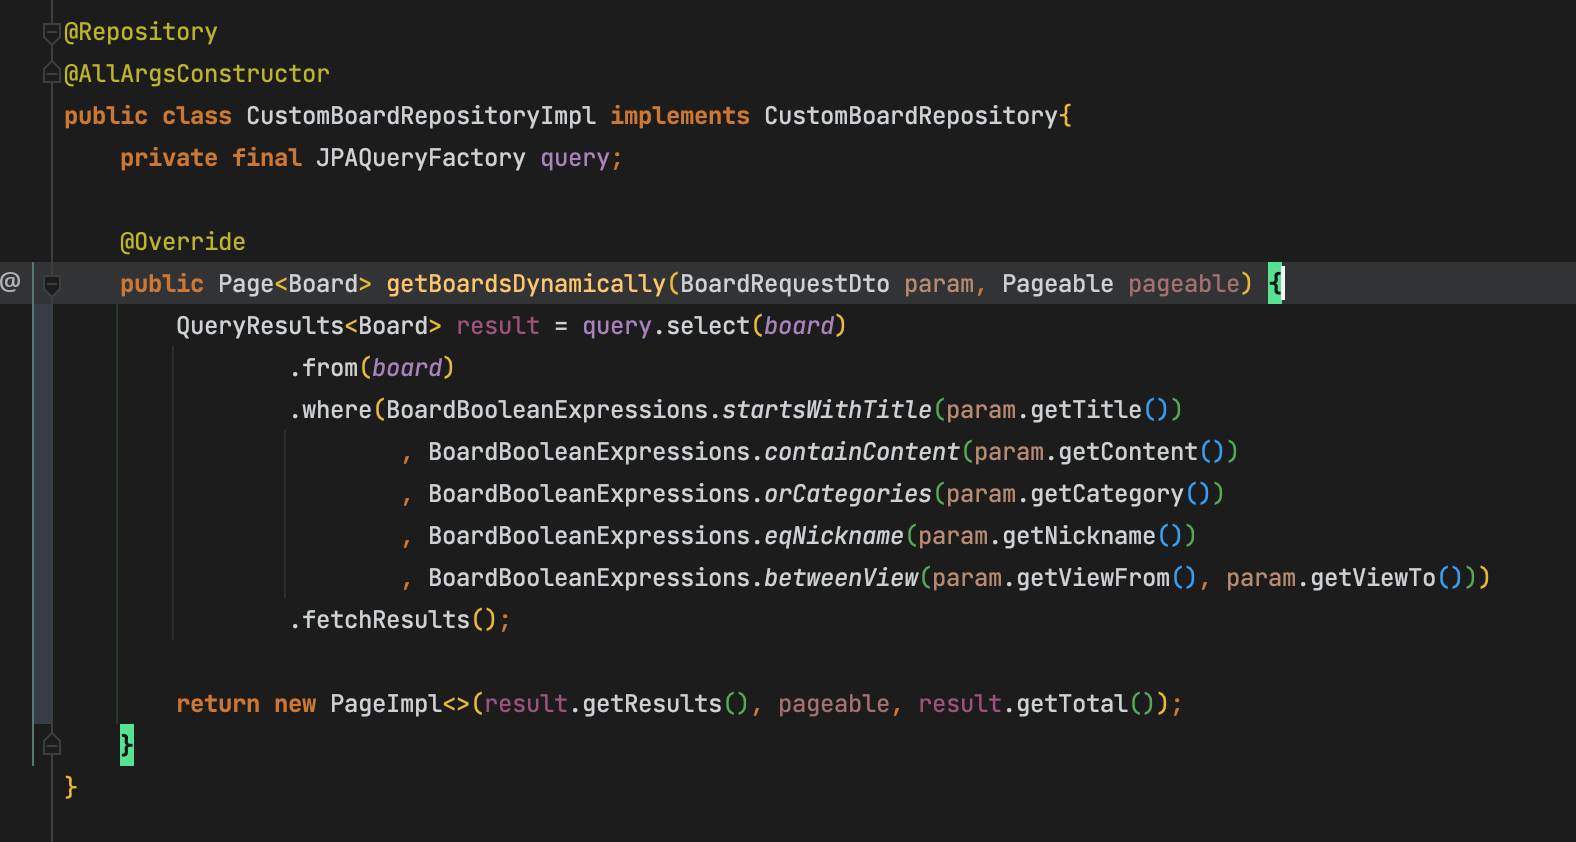 @Repository
@AllArgsConstructor
public class CustomBoardRepositoryImpl implements CustomBoardRepository{
    private final JPAQueryFactory query;

    @Override
@   public Page<Board> getBoardsDynamically(BoardRequestDto param, Pageable pageable) {
        QueryResults<Board> result = query.select(board)
                .from(board)
                .where(BoardBooleanExpressions.startsWithTitle(param.getTitle())
                        , BoardBooleanExpressions.containContent(param.getContent())
                        , BoardBooleanExpressions.orCategories(param.getCategory())
                        , BoardBooleanExpressions.eqNickname(param.getNickname())
                        , BoardBooleanExpressions.betweenView(param.getViewFrom(), param.getViewTo()))
                .fetchResults();

        return new PageImpl<>(result.getResults(), pageable, result.getTotal());
    }
}